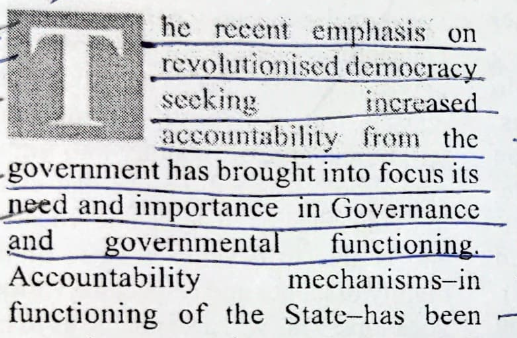 The recent emphasis on
revolutionised democracy
seeking increased
accountability from the
government has brought into focus its
need and importance in Governance
and governmental functioning.
Accountability mechanisms–in
functioning of the State–has been